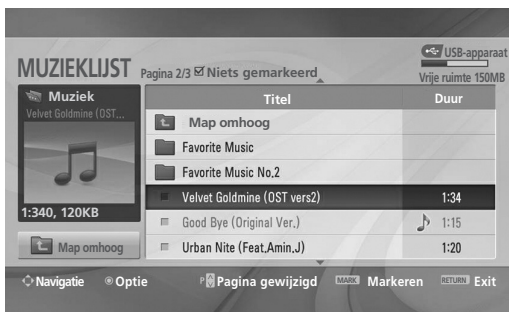 USB-apparaat
MUZIEKLIJST Pagina 2/3 Niets gemarkeerd
Vrije ruimte 150MB
Muziek
Velvet Goldmine (OST...
1:340, 120KB
Map omhoog
Titel Duur
Map omhoog
Favorite Music
Favorite Music No.2
Velvet Goldmine (OST vers2) 1:34
Good Bye (Original Ver.) 1:15
Urban Nite (Feat,Amin,J) 1:20
Navigatie Optie P Pagina gewijzigd MARK Markeren RETURN Exit